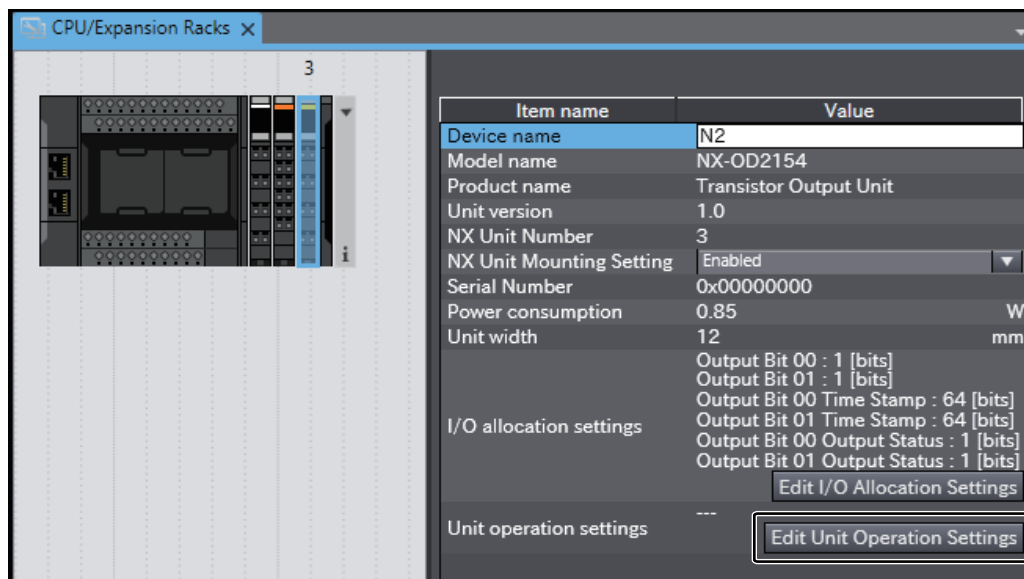 CPU/Expansion Racks
3
Item name Value
Device name N2
Model name NX-OD2154
Product name Transistor Output Unit
Unit version 1.0
NX Unit Number 3
NX Unit Mounting Setting Enabled
Serial Number 0x00000000
Power consumption 0.85 W
Unit width 12 mm
I/O allocation settings
Output Bit 00 : 1 [bits]
Output Bit 01 : 1 [bits]
Output Bit 00 Time Stamp : 64 [bits]
Output Bit 01 Time Stamp : 64 [bits]
Output Bit 00 Output Status : 1 [bits]
Output Bit 01 Output Status : 1 [bits]
Edit I/O Allocation Settings
Unit operation settings ---
Edit Unit Operation Settings
i